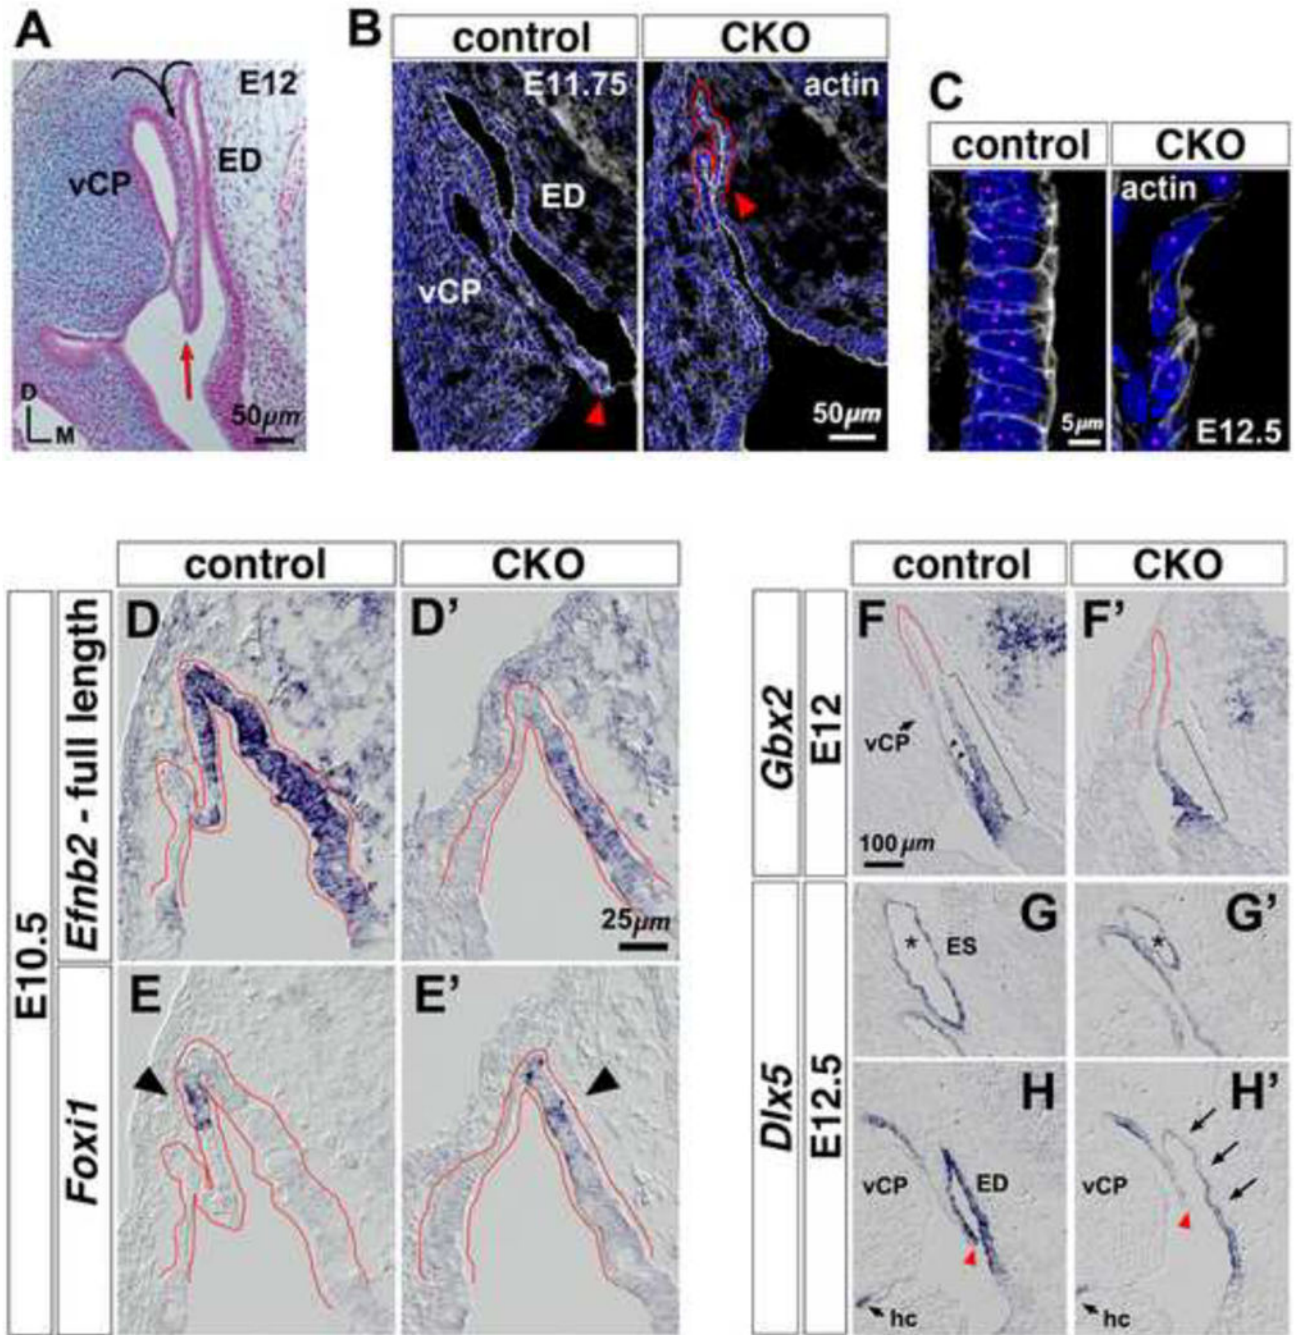 A
E12
vCP
ED
D
M
50µm
B
control
CKO
E11.75
actin
ED
vCP
50µm
C
control
CKO
actin
5µm
E12.5
control
CKO
E10.5
Efnb2 - full length
D
D’
25µm
Foxi1
E
E’
control
CKO
Gbx2
E12
F
F’
vCP
100 µm
Dlx5
E12.5
G
G’
*
ES
*
H
H’
vCP
ED
vCP
hc
hc